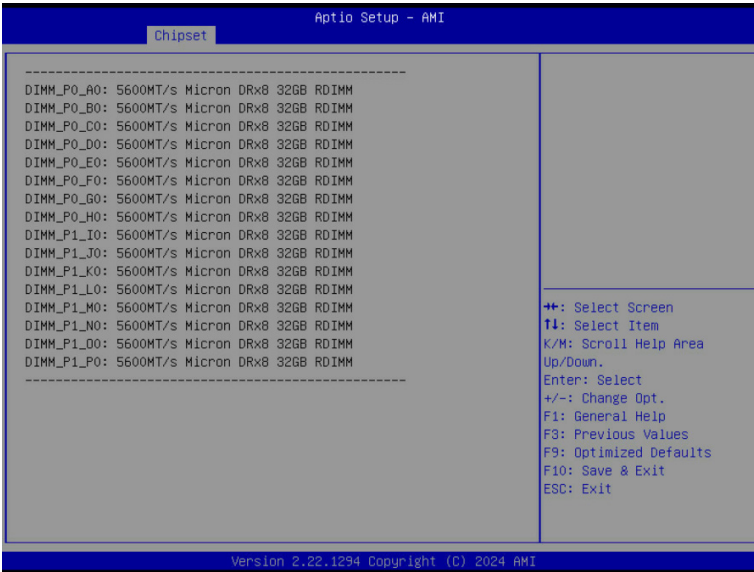 Aptio Setup - AMI
Chipset
--------------------------------------------------
DIMM_P0_A0: 5600MT/s Micron DRx8 32GB RDIMM
DIMM_P0_B0: 5600MT/s Micron DRx8 32GB RDIMM
DIMM_P0_C0: 5600MT/s Micron DRx8 32GB RDIMM
DIMM_P0_D0: 5600MT/s Micron DRx8 32GB RDIMM
DIMM_P0_E0: 5600MT/s Micron DRx8 32GB RDIMM
DIMM_P0_F0: 5600MT/s Micron DRx8 32GB RDIMM
DIMM_P0_G0: 5600MT/s Micron DRx8 32GB RDIMM
DIMM_P0_H0: 5600MT/s Micron DRx8 32GB RDIMM
DIMM_P1_I0: 5600MT/s Micron DRx8 32GB RDIMM
DIMM_P1_J0: 5600MT/s Micron DRx8 32GB RDIMM
DIMM_P1_K0: 5600MT/s Micron DRx8 32GB RDIMM
DIMM_P1_L0: 5600MT/s Micron DRx8 32GB RDIMM
DIMM_P1_M0: 5600MT/s Micron DRx8 32GB RDIMM
DIMM_P1_N0: 5600MT/s Micron DRx8 32GB RDIMM
DIMM_P1_O0: 5600MT/s Micron DRx8 32GB RDIMM
DIMM_P1_P0: 5600MT/s Micron DRx8 32GB RDIMM
--------------------------------------------------
→←: Select Screen
↑↓: Select Item
K/M: Scroll Help Area
Up/Down.
Enter: Select
+/-: Change Opt.
F1: General Help
F3: Previous Values
F9: Optimized Defaults
F10: Save & Exit
ESC: Exit
Version 2.22.1294 Copyright (C) 2024 AMI